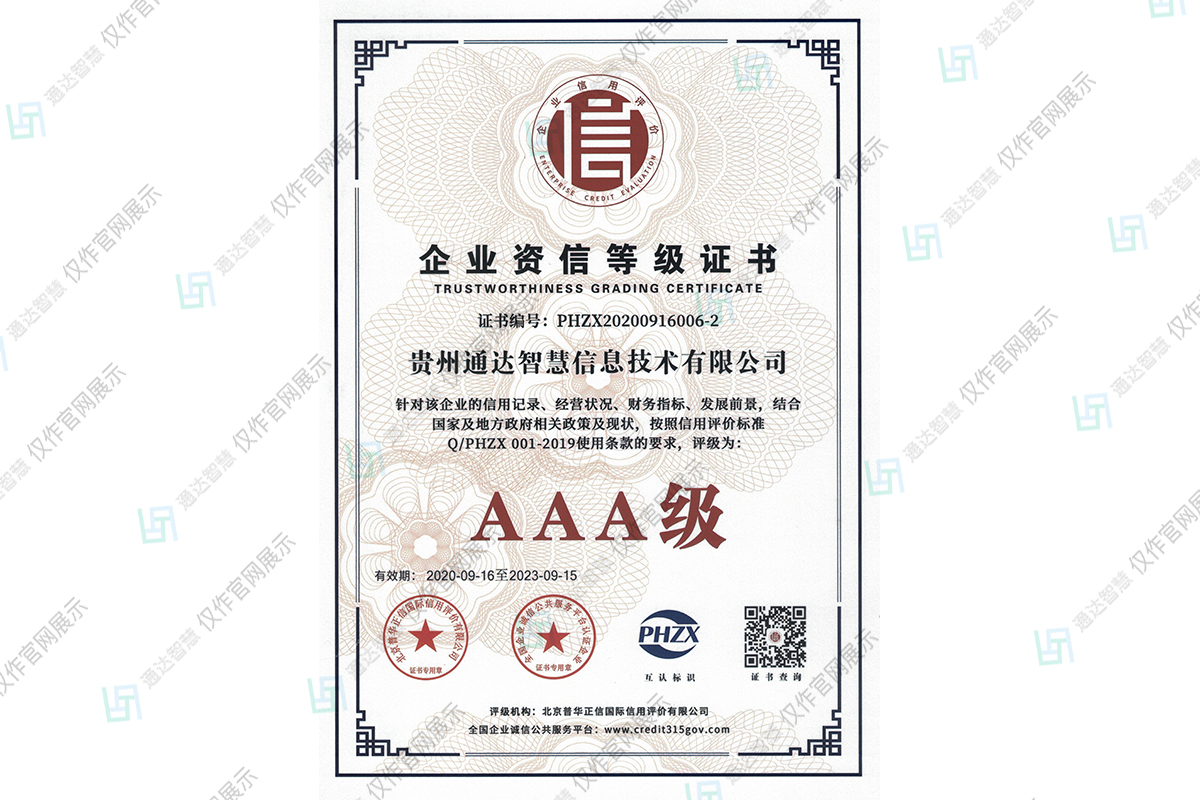 企业信用评价
ENTERPRISE CREDIT EVALUATION
企业资信等级证书
TRUSTWORTHINESS GRADING CERTIFICATE
证书编号：PHZX20200916006-2
贵州通达智慧信息技术有限公司
针对该企业的信用记录、经营状况、财务指标、发展前景，结合
国家及地方政府相关政策及现状，按照信用评价标准
Q/PHZX 001-2019使用条款的要求，评级为：
AAA级
有效期： 2020-09-16至2023-09-15
北京普华正信国际信用评价有限公司
证书专用章
全国企业诚信公共服务平台认证企业
证书专用章
PHZX
互认标识
证书查询
评级机构：北京普华正信国际信用评价有限公司
全国企业诚信公共服务平台：www.credit315gov.com
通达智慧 仅作官网展示